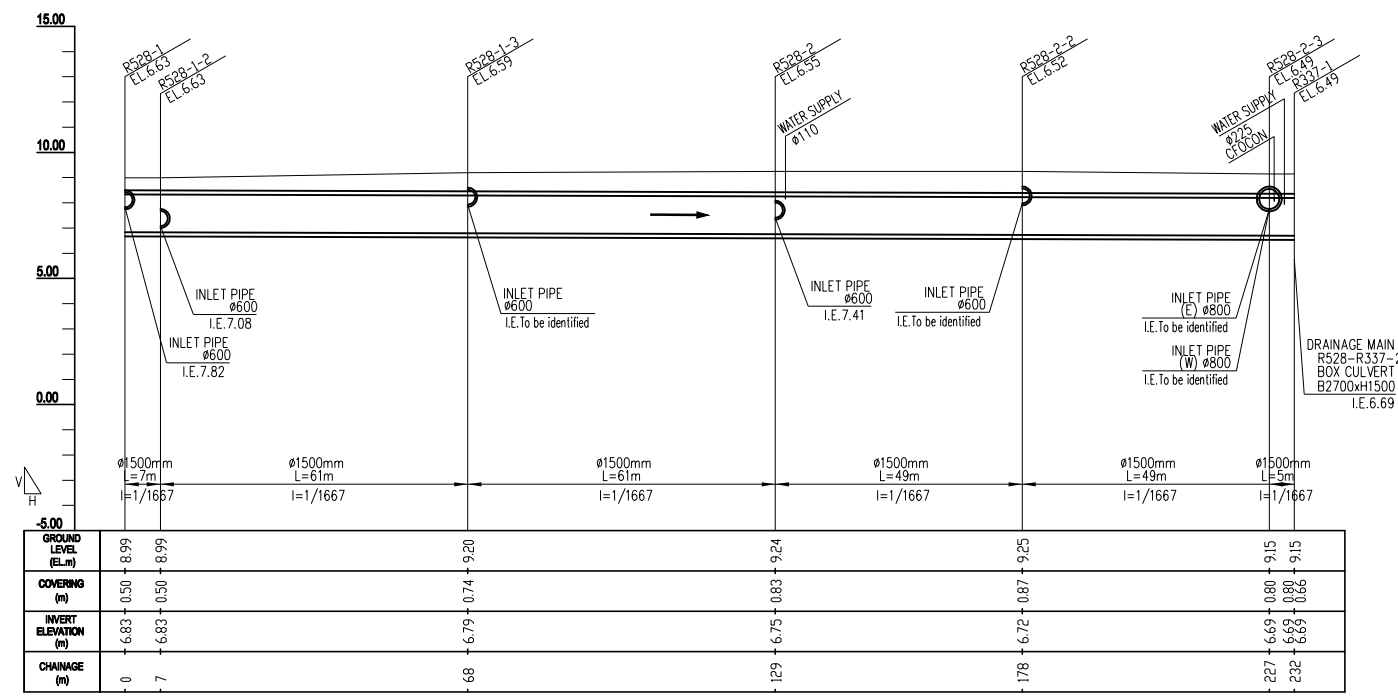 15.00
10.00
5.00
0.00
-5.00
R528-1
EL.6.63
R528-1-2
EL.6.63
R528-1-3
EL.6.59
R528-2
EL.6.55
WATER SUPPLY
ø110
R528-2-2
EL.6.52
R528-2-3
EL.6.49
R337-1
EL.6.49
WATER SUPPLY
ø225
CFOCON
INLET PIPE
ø600
I.E.7.08
INLET PIPE
ø600
I.E.7.82
INLET PIPE
ø600
I.E.To be identified
INLET PIPE
ø600
I.E.7.41
INLET PIPE
ø600
I.E.To be identified
INLET PIPE
(E) ø800
I.E.To be identified
INLET PIPE
(W) ø800
I.E.To be identified
DRAINAGE MAIN
R528-R337-2
BOX CULVERT
B2700xH1500
I.E.6.69
V
H
ø1500mm
L=7m
I=1/1667
ø1500mm
L=61m
I=1/1667
ø1500mm
L=61m
I=1/1667
ø1500mm
L=49m
I=1/1667
ø1500mm
L=49m
I=1/1667
ø1500mm
L=5m
I=1/1667
GROUND
LEVEL
(EL.m)
8.99 8.99 9.20 9.24 9.25 9.15 9.15
COVERING
(m)
0.50 0.50 0.74 0.83 0.87 0.80 0.80 0.66
INVERT
ELEVATION
(m)
6.83 6.83 6.79 6.75 6.72 6.69 6.69 6.69
CHAINAGE
(m)
0 7 68 129 178 227 232